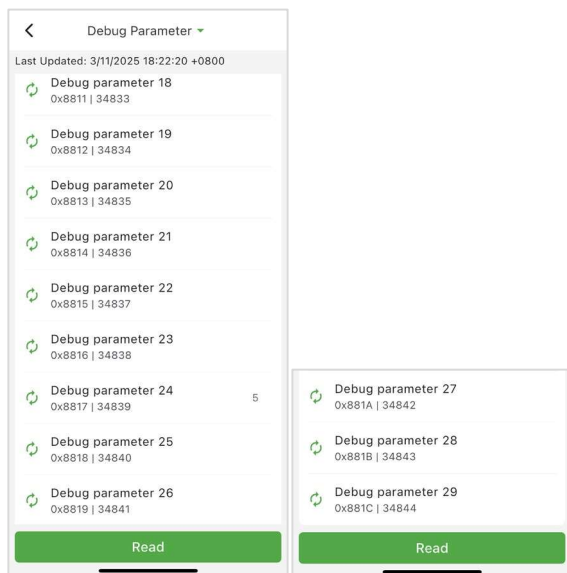 Debug Parameter
Last Updated: 3/11/2025 18:22:20 +0800
Debug parameter 18
0x8811 | 34833
Debug parameter 19
0x8812 | 34834
Debug parameter 20
0x8813 | 34835
Debug parameter 21
0x8814 | 34836
Debug parameter 22
0x8815 | 34837
Debug parameter 23
0x8816 | 34838
Debug parameter 24
0x8817 | 34839
5
Debug parameter 25
0x8818 | 34840
Debug parameter 26
0x8819 | 34841
Read
Debug parameter 27
0x881A | 34842
Debug parameter 28
0x881B | 34843
Debug parameter 29
0x881C | 34844
Read